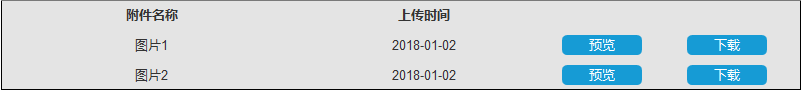 附件名称 上传时间
图片1 2018-01-02 预览 下载
图片2 2018-01-02 预览 下载